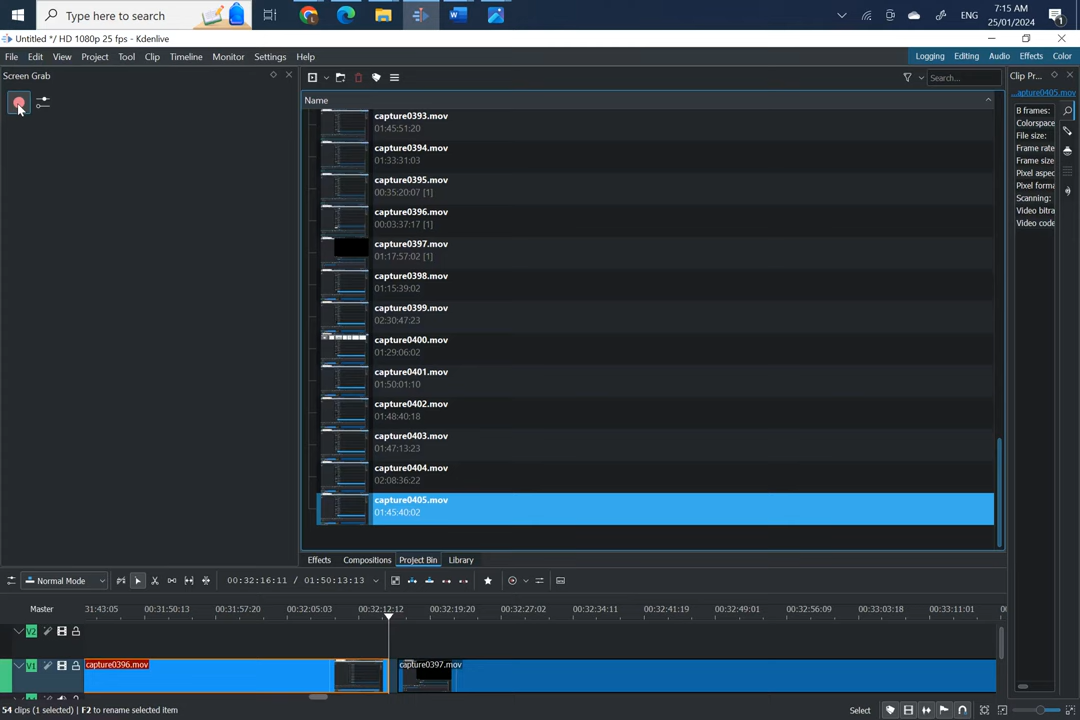 Type here to search
ENG
7:15 AM
25/01/2024
1
Untitled */ HD 1080p 25 fps - Kdenlive
File Edit View Project Tool Clip Timeline Monitor Settings Help
Logging Editing Audio Effects Color
Screen Grab
Search...
Clip Pr...
...apture0405.mov
Name
B frames:
Colorspace
File size:
Frame rate
Frame size
Pixel aspec
Pixel forma
Scanning:
Video bitra
Video code
capture0393.mov
01:45:51:20
capture0394.mov
01:33:31:03
capture0395.mov
00:35:20:07 [1]
capture0396.mov
00:03:37:17 [1]
capture0397.mov
01:17:57:02 [1]
capture0398.mov
01:15:39:02
capture0399.mov
02:30:47:23
capture0400.mov
01:29:06:02
capture0401.mov
01:50:01:10
capture0402.mov
01:48:40:18
capture0403.mov
01:47:13:23
capture0404.mov
02:08:36:22
capture0405.mov
01:45:40:02
Effects Compositions Project Bin Library
Normal Mode
00:32:16:11 / 01:50:13:13
Master
31:43:05 00:31:50:13 00:31:57:20 00:32:05:03 00:32:12:12 00:32:19:20 00:32:27:02 00:32:34:11 00:32:41:19 00:32:49:01 00:32:56:09 00:33:03:18 00:33:11:01
V2
V1
capture0396.mov
capture0397.mov
54 clips (1 selected) | F2 to rename selected item
Select